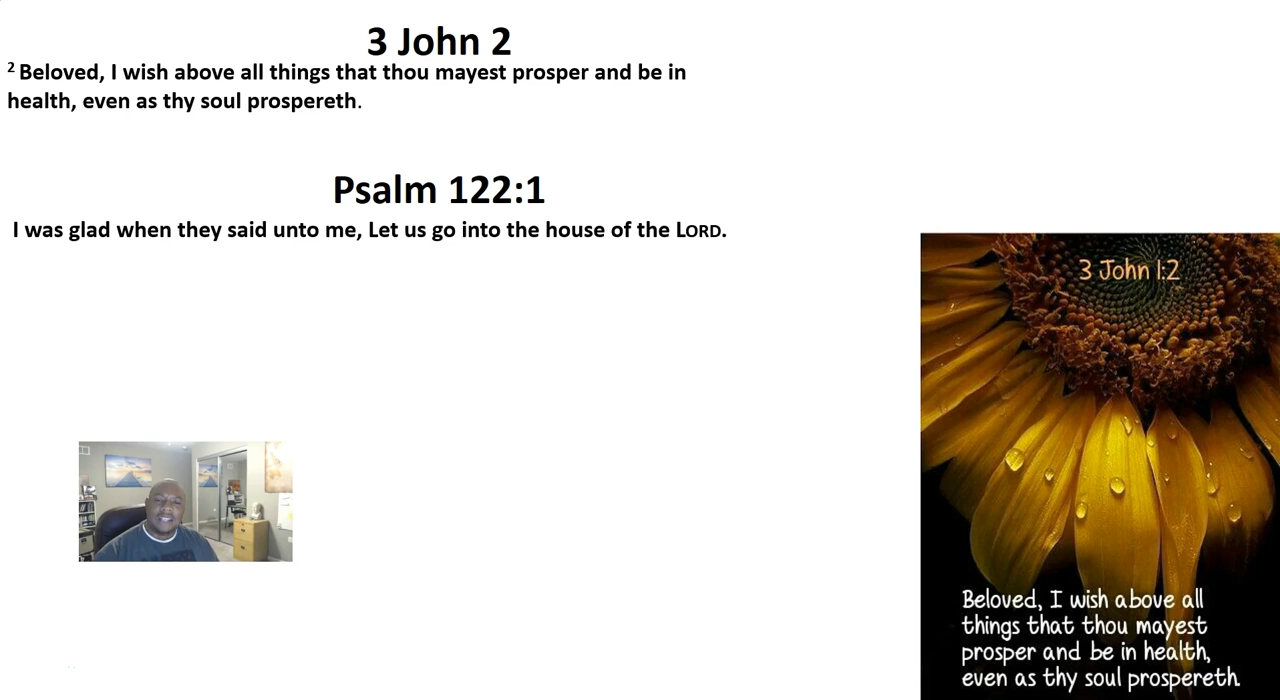 3 John 2
2 Beloved, I wish above all things that thou mayest prosper and be in
health, even as thy soul prospereth.
Psalm 122:1
I was glad when they said unto me, Let us go into the house of the LORD.
3 John 1:2
Beloved, I wish above all
things that thou mayest
prosper and be in health,
even as thy soul prospereth.